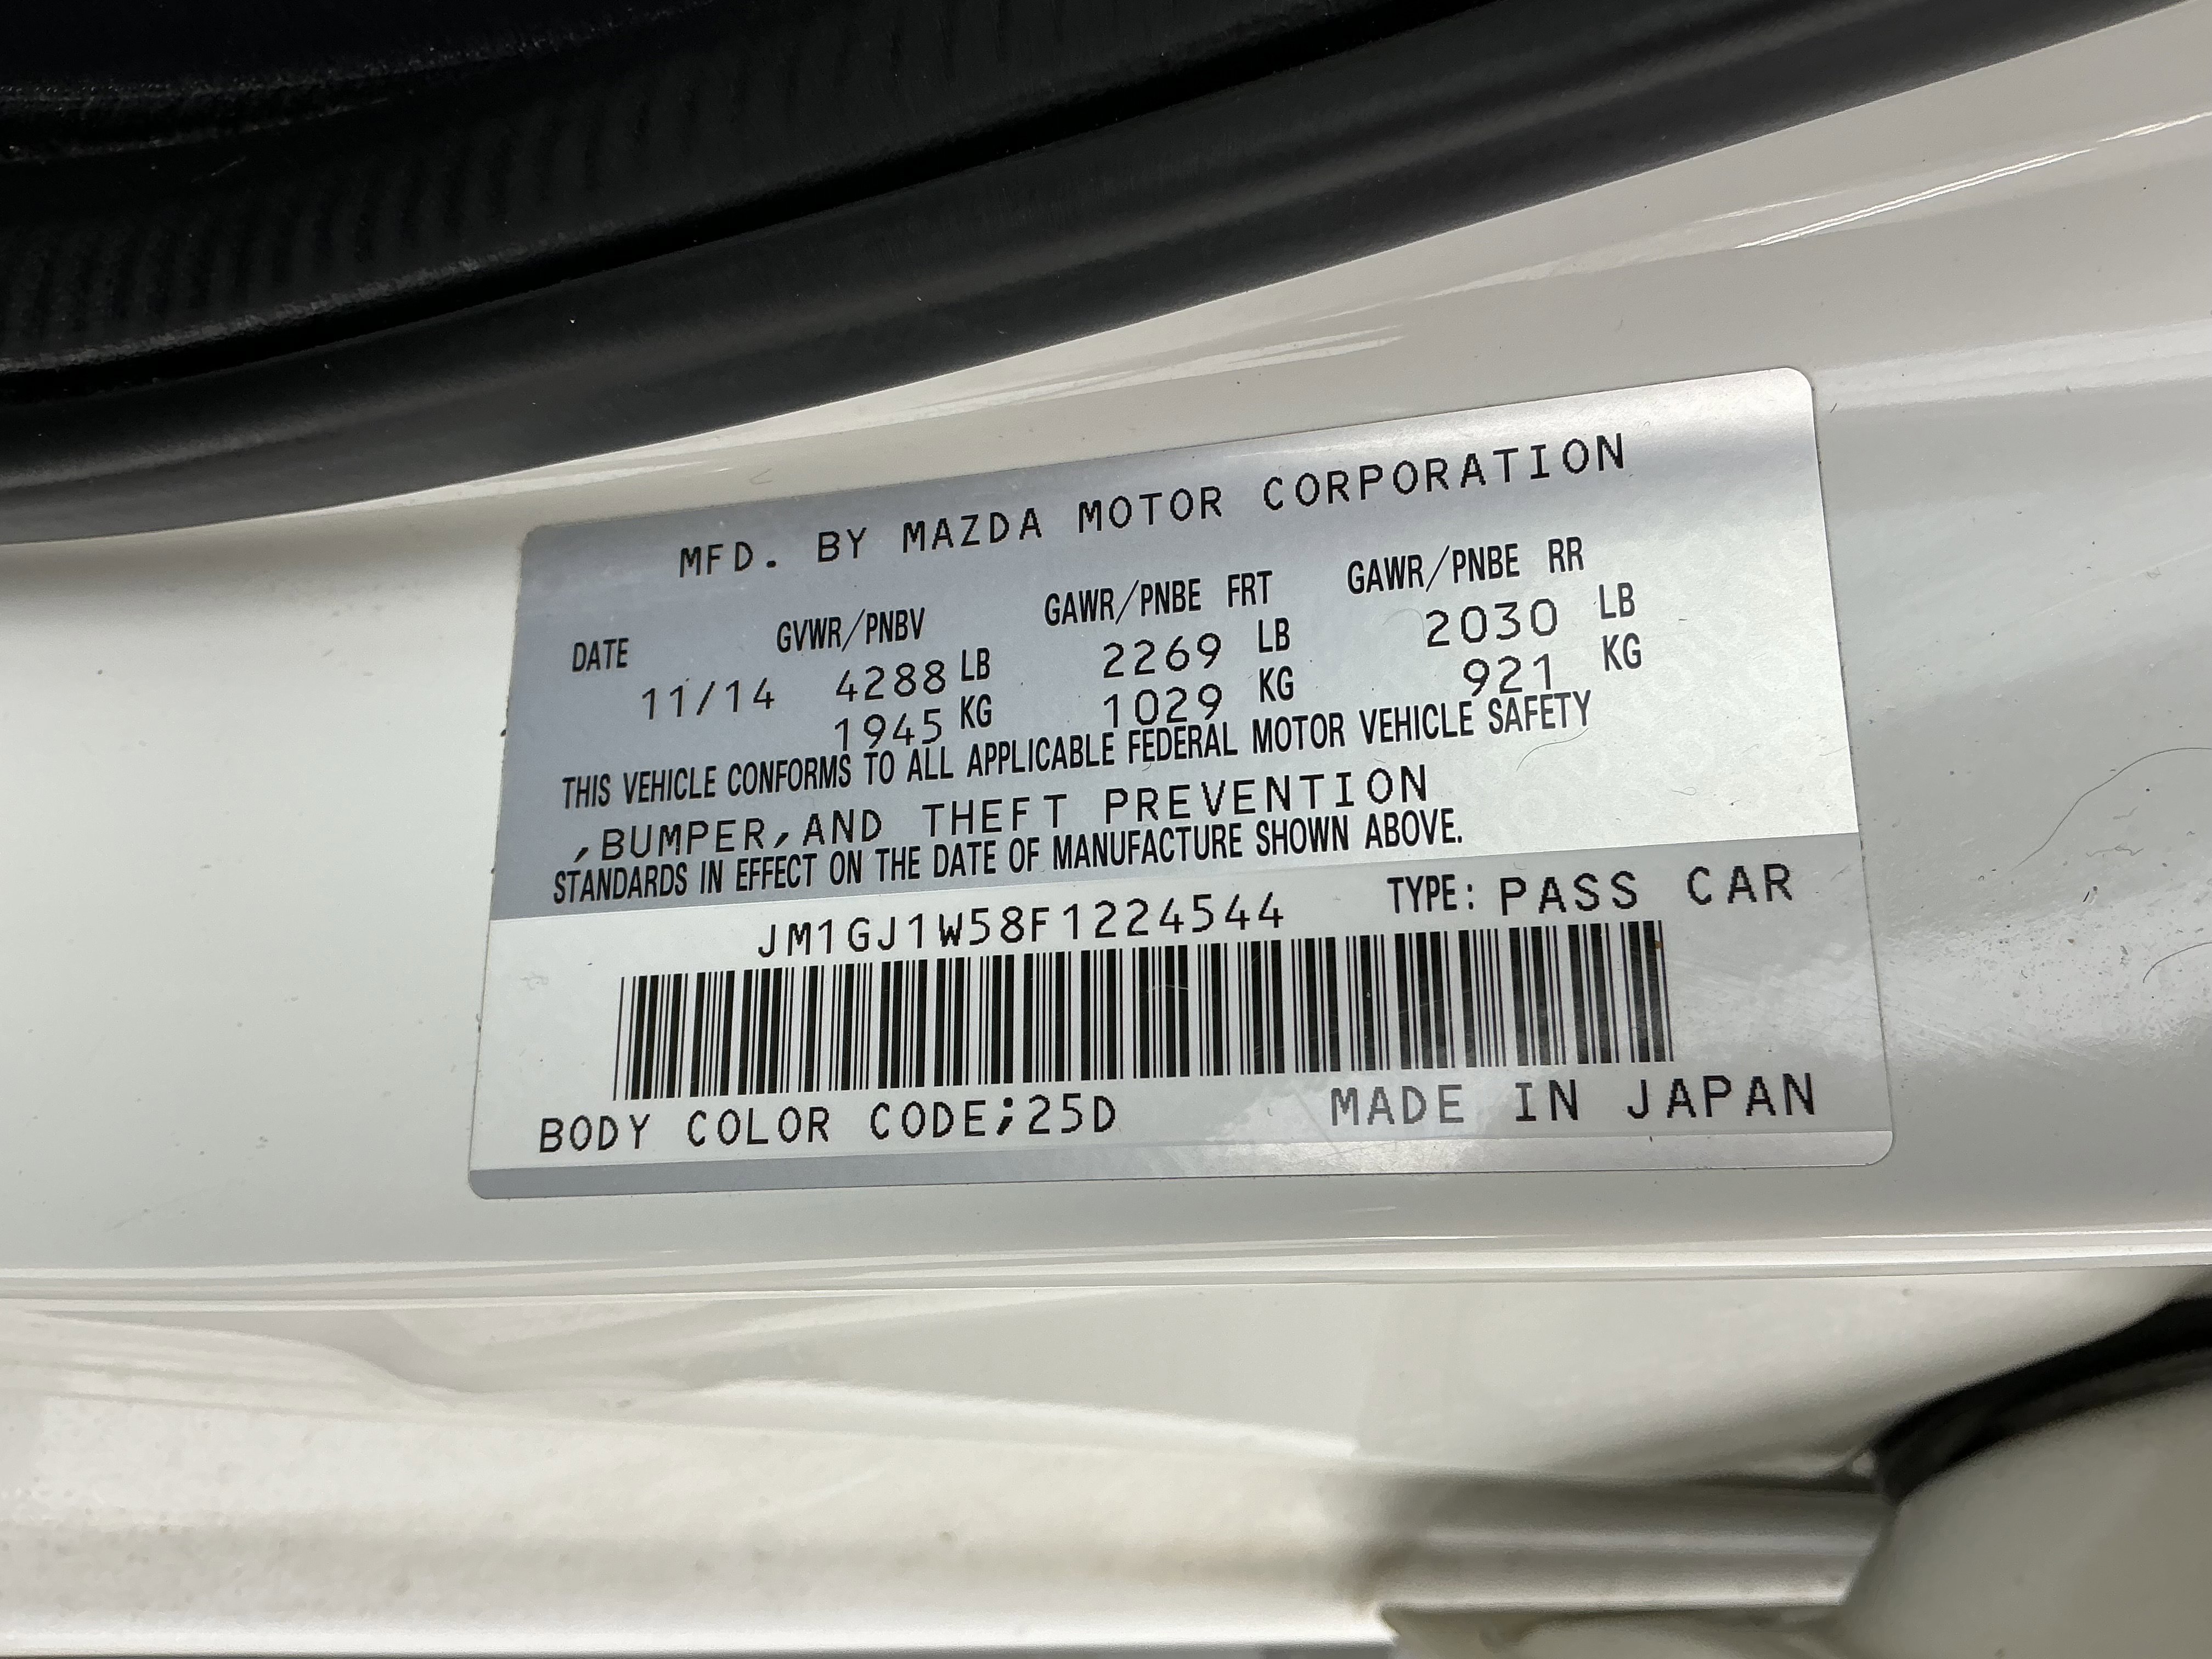 MFD. BY MAZDA MOTOR CORPORATION
DATE GVWR/PNBV GAWR/PNBE FRT GAWR/PNBE RR
11/14 4288 LB 2269 LB 2030 LB
1945 KG 1029 KG 921 KG
THIS VEHICLE CONFORMS TO ALL APPLICABLE FEDERAL MOTOR VEHICLE SAFETY
,BUMPER,AND THEFT PREVENTION
STANDARDS IN EFFECT ON THE DATE OF MANUFACTURE SHOWN ABOVE.
JM1GJ1W58F1224544 TYPE: PASS CAR
BODY COLOR CODE;25D MADE IN JAPAN